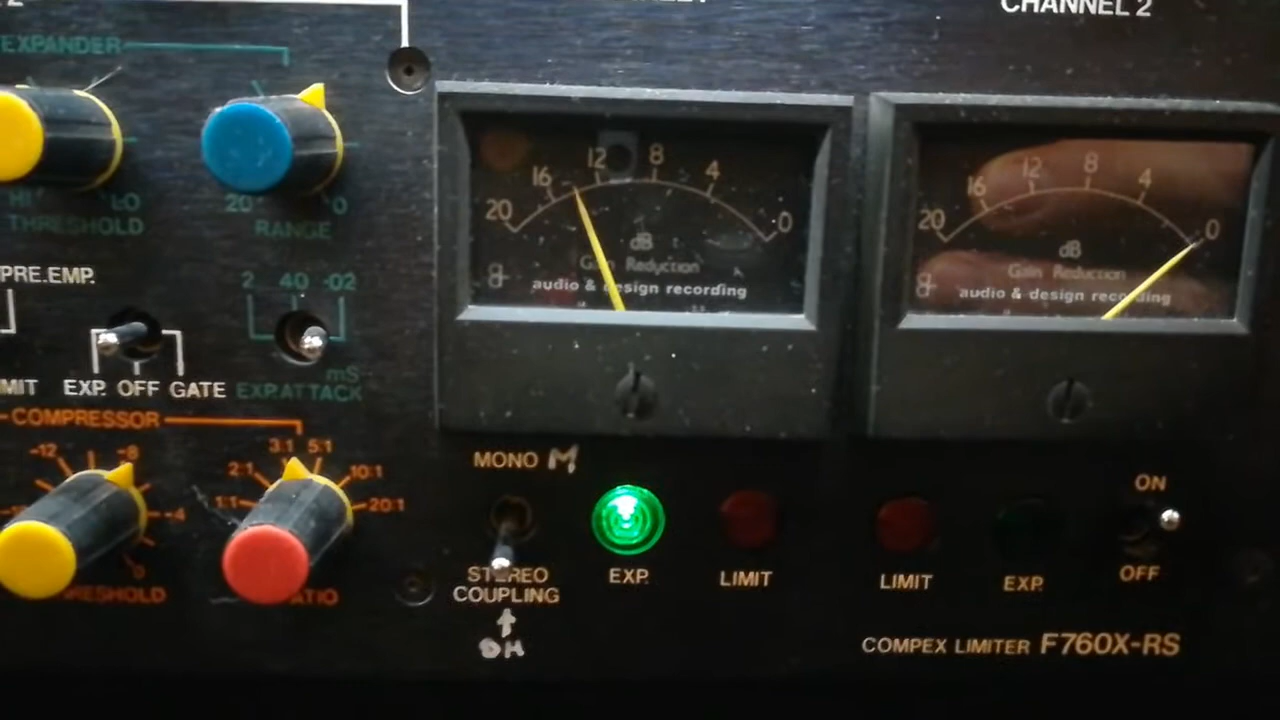 CHANNEL 2
EXPANDER
HI LO
THRESHOLD
20 0
RANGE
20 16 12 8 4 0
dB
Gain Reduction
audio & design recording
20 16 12 8 4 0
dB
Gain Reduction
audio & design recording
PRE.EMP.
2 40 .02
mS
EXP. OFF GATE
EXP.ATTACK
COMPRESSOR
-12 -8 -4 0
1:1 2:1 3:1 5:1 10:1 20:1
MONO M
STEREO
COUPLING
EXP.
LIMIT
LIMIT
EXP.
ON
OFF
COMPEX LIMITER F760X-RS